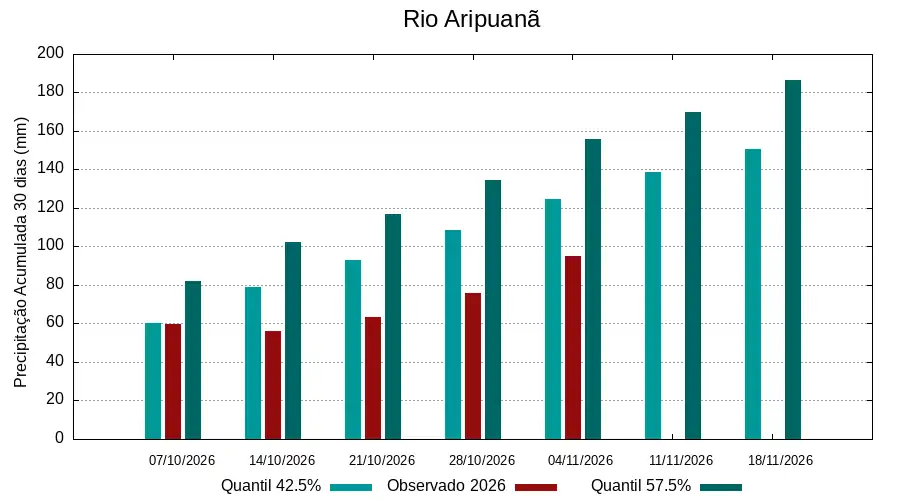 Rio Aripuanã
Precipitação Acumulada 30 dias (mm)
200
180
160
140
120
100
80
60
40
20
0
07/10/2026 14/10/2026 21/10/2026 28/10/2026 04/11/2026 11/11/2026 18/11/2026
Quantil 42.5% Observado 2026 Quantil 57.5%